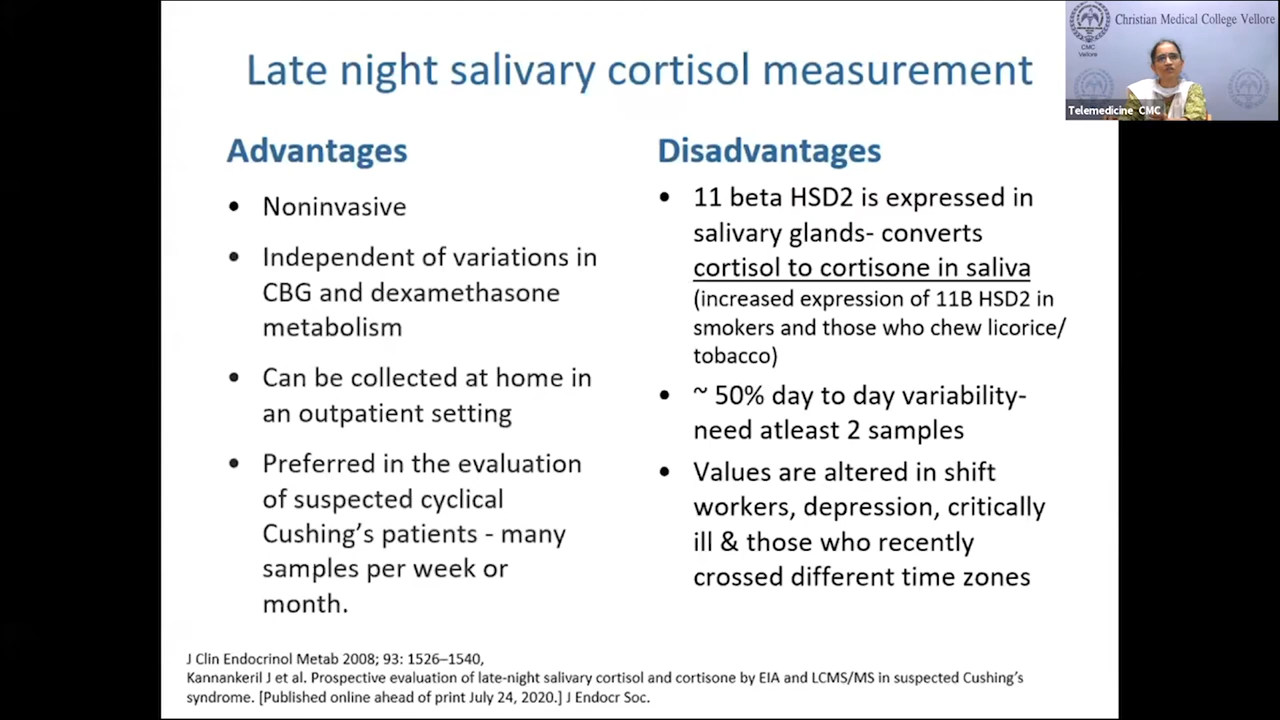 Late night salivary cortisol measurement
Advantages
• Noninvasive
• Independent of variations in
CBG and dexamethasone
metabolism
• Can be collected at home in
an outpatient setting
• Preferred in the evaluation
of suspected cyclical
Cushing's patients - many
samples per week or
month.
Disadvantages
• 11 beta HSD2 is expressed in
salivary glands- converts
cortisol to cortisone in saliva
(increased expression of 11B HSD2 in
smokers and those who chew licorice/
tobacco)
• ~ 50% day to day variability-
need atleast 2 samples
• Values are altered in shift
workers, depression, critically
ill & those who recently
crossed different time zones
J Clin Endocrinol Metab 2008; 93: 1526–1540,
Kannankeril J et al. Prospective evaluation of late-night salivary cortisol and cortisone by EIA and LCMS/MS in suspected Cushing's
syndrome. [Published online ahead of print July 24, 2020.] J Endocr Soc.
Christian Medical College Vellore
CMC
Vellore
Telemedicine CMC